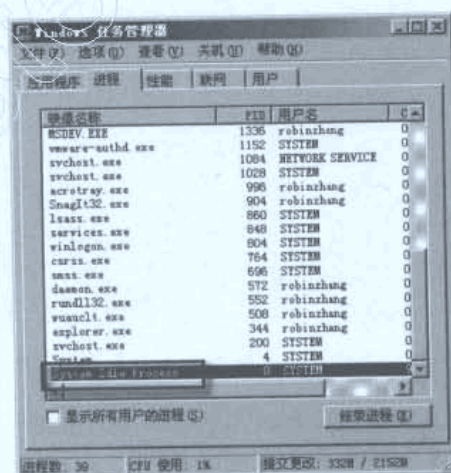 Windows 任务管理器
文件(F) 选项(O) 查看(V) 关机(U) 帮助(H)
应用程序 进程 性能 联网 用户
映像名称 PID 用户名 C
MSDEV.EXE 1336 robinzhang 0
vmware-authd.exe 1152 SYSTEM 0
svchost.exe 1084 NETWORK SERVICE 0
svchost.exe 1028 SYSTEM 0
acrotray.exe 996 robinzhang 0
SnagIt32.exe 904 robinzhang 0
lsass.exe 860 SYSTEM 0
services.exe 848 SYSTEM 0
winlogon.exe 804 SYSTEM 0
csrss.exe 764 SYSTEM 0
smss.exe 696 SYSTEM 0
daemon.exe 572 robinzhang 0
rundll32.exe 552 robinzhang 0
wuauclt.exe 508 robinzhang 0
explorer.exe 344 robinzhang 0
svchost.exe 200 SYSTEM 0
System 4 SYSTEM 0
System Idle Process 0 SYSTEM 9
显示所有用户的进程(S) 结束进程(E)
进程数: 39 CPU 使用: 1% 提交更改: 332M / 2152M